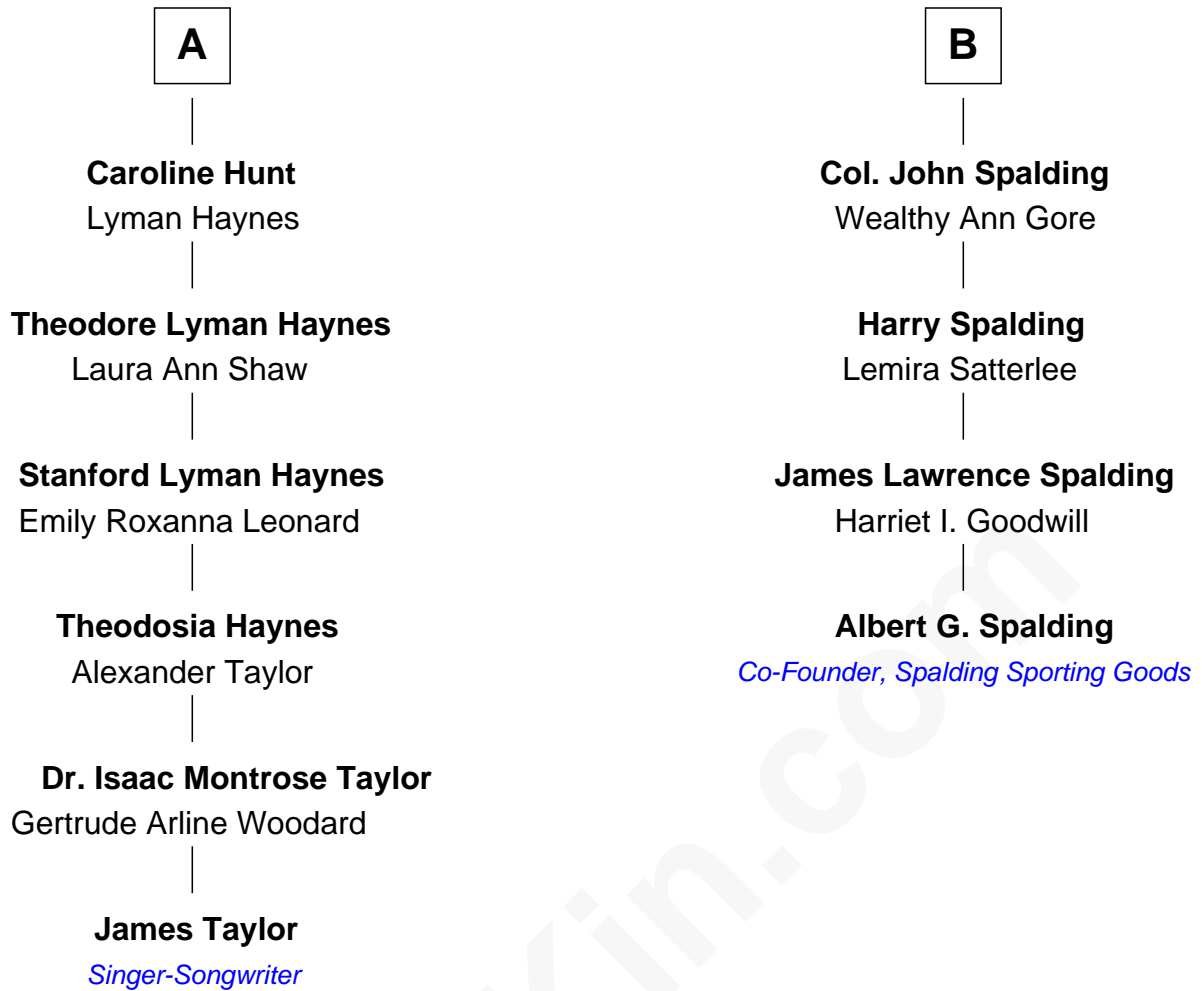 A
Caroline Hunt
Lyman Haynes
Theodore Lyman Haynes
Laura Ann Shaw
Stanford Lyman Haynes
Emily Roxanna Leonard
Theodosia Haynes
Alexander Taylor
Dr. Isaac Montrose Taylor
Gertrude Arline Woodard
James Taylor
Singer-Songwriter
B
Col. John Spalding
Wealthy Ann Gore
Harry Spalding
Lemira Satterlee
James Lawrence Spalding
Harriet I. Goodwill
Albert G. Spalding
Co-Founder, Spalding Sporting Goods
Kin.com